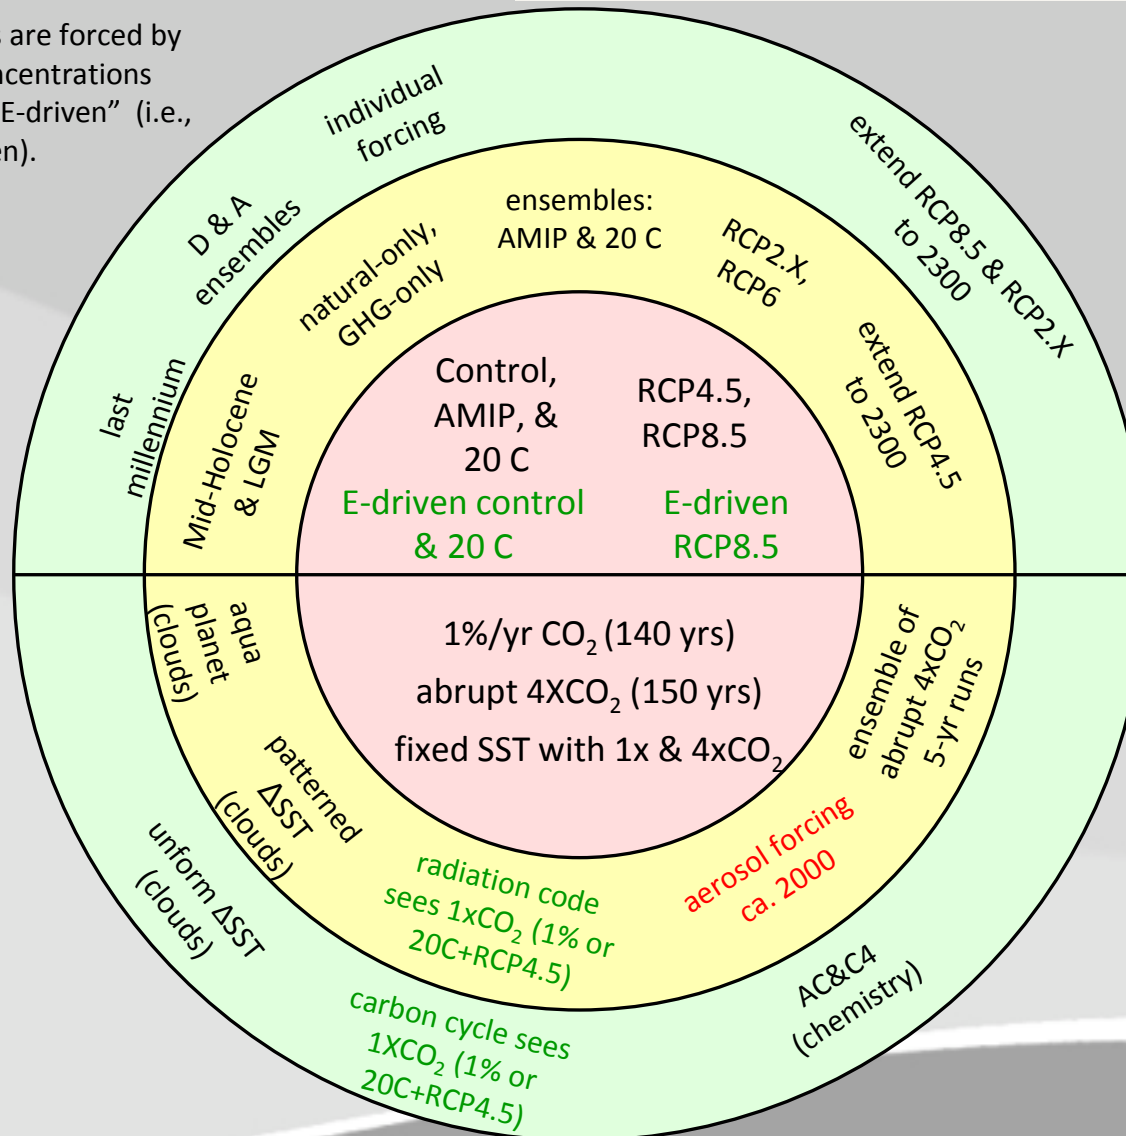 s are forced by
ncentrations
E-driven” (i.e.,
en).
individual
forcing
D & A
ensembles
last
millennium
extend RCP8.5 & RCP2.X
to 2300
ensembles:
AMIP & 20 C
natural-only,
GHG-only
RCP2.X,
RCP6
Mid-Holocene
& LGM
extend RCP4.5
to 2300
Control,
AMIP, &
20 C
RCP4.5,
RCP8.5
E-driven control
& 20 C
E-driven
RCP8.5
1%/yr CO₂ (140 yrs)
abrupt 4XCO₂ (150 yrs)
fixed SST with 1x & 4xCO₂
aqua
planet
(clouds)
patterned
ΔSST
(clouds)
ensemble of
abrupt 4xCO₂
5-yr runs
aerosol forcing
ca. 2000
radiation code
sees 1xCO₂ (1% or
20C+RCP4.5)
unform ΔSST
(clouds)
carbon cycle sees
1XCO₂ (1% or
20C+RCP4.5)
AC&C4
(chemistry)